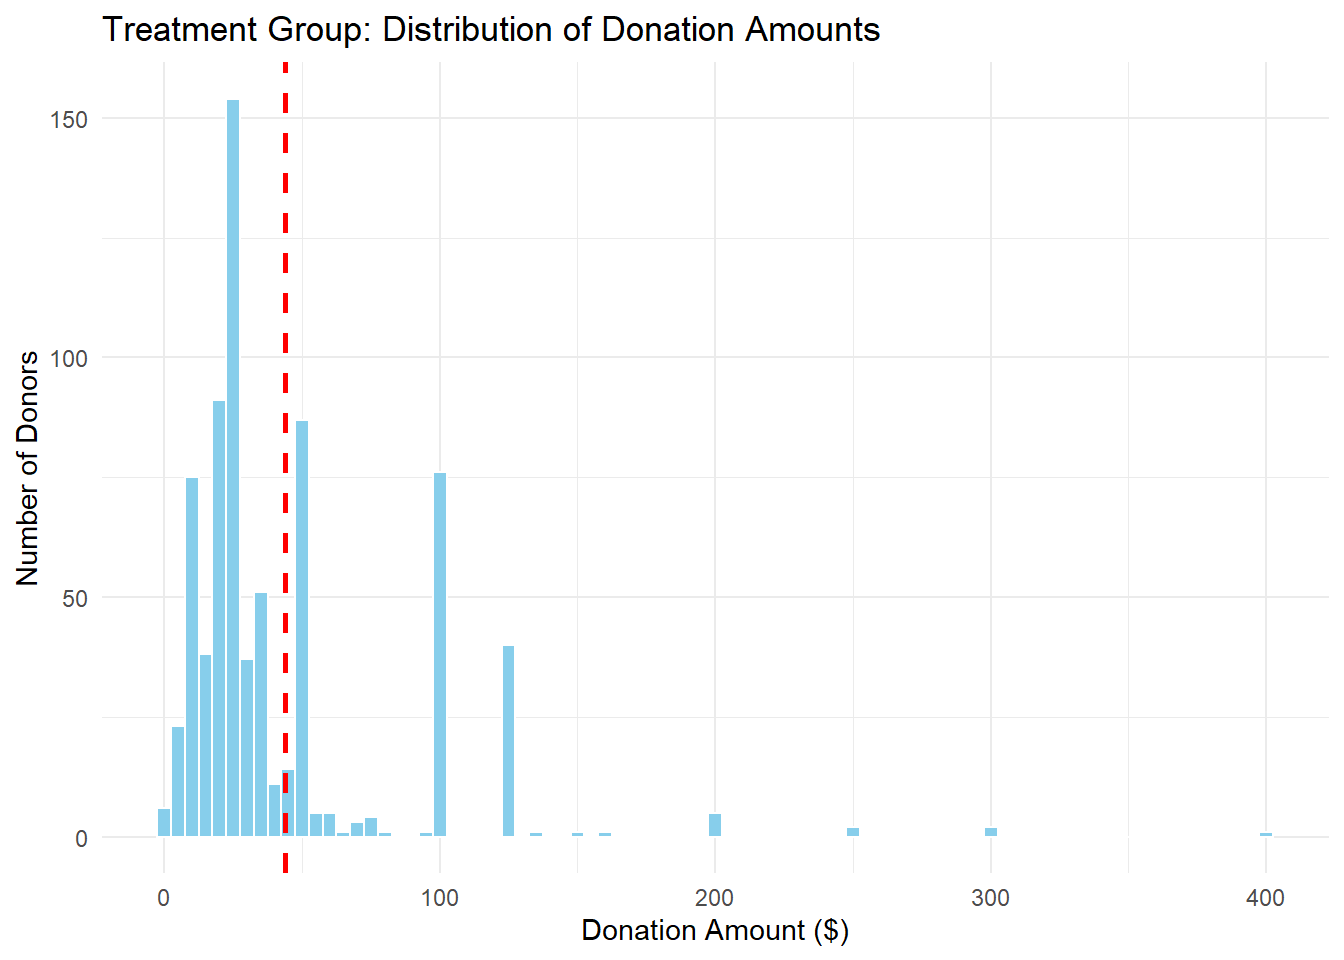 Treatment Group: Distribution of Donation Amounts
Number of Donors
150
100
50
0
0 100 200 300 400
Donation Amount ($)